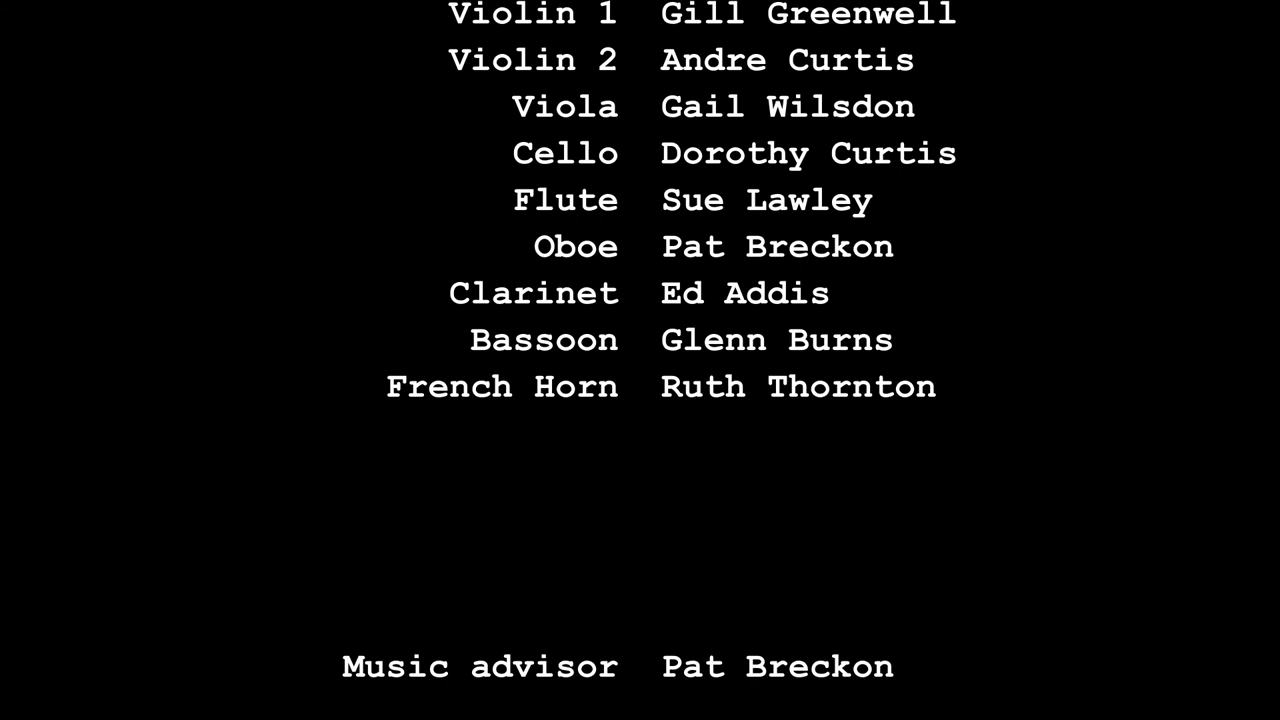 Violin 1 Gill Greenwell
Violin 2 Andre Curtis
Viola Gail Wilsdon
Cello Dorothy Curtis
Flute Sue Lawley
Oboe Pat Breckon
Clarinet Ed Addis
Bassoon Glenn Burns
French Horn Ruth Thornton
Music advisor Pat Breckon